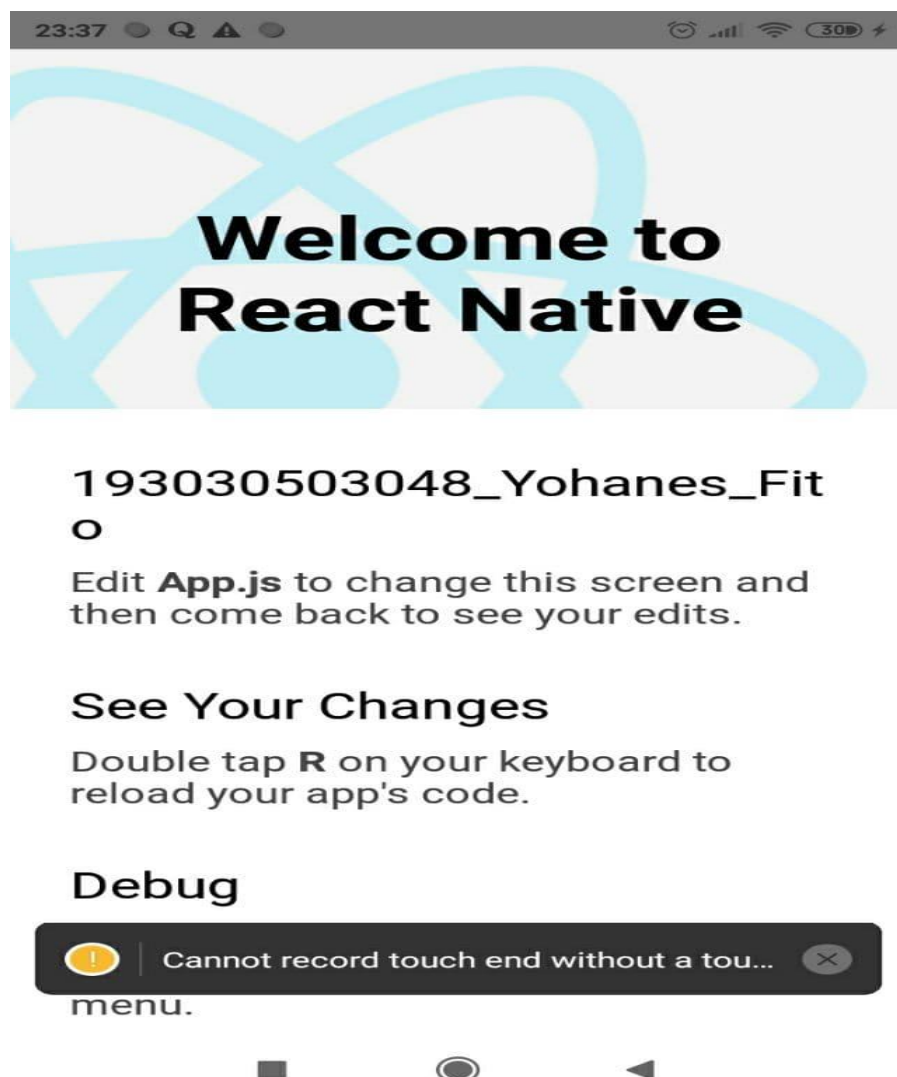 23:37 Q 30
Welcome to
React Native
193030503048_Yohanes_Fit
o
Edit App.js to change this screen and
then come back to see your edits.
See Your Changes
Double tap R on your keyboard to
reload your app's code.
Debug
! Cannot record touch end without a tou...
menu.